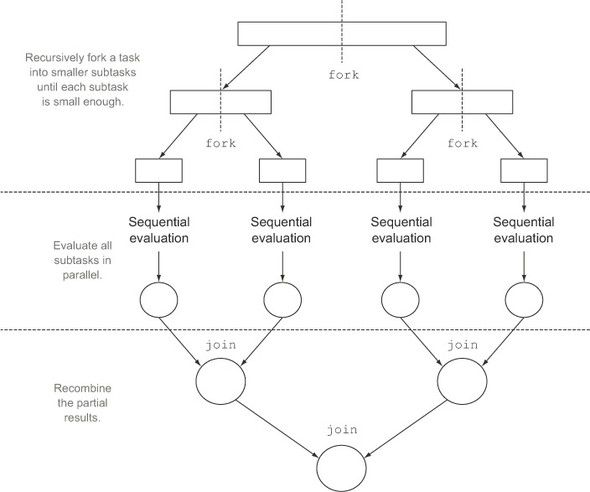 Recursively fork a task
into smaller subtasks
until each subtask
is small enough.
fork
fork
fork
Sequential
evaluation
Sequential
evaluation
Sequential
evaluation
Sequential
evaluation
Evaluate all
subtasks in
parallel.
join
join
Recombine
the partial
results.
join